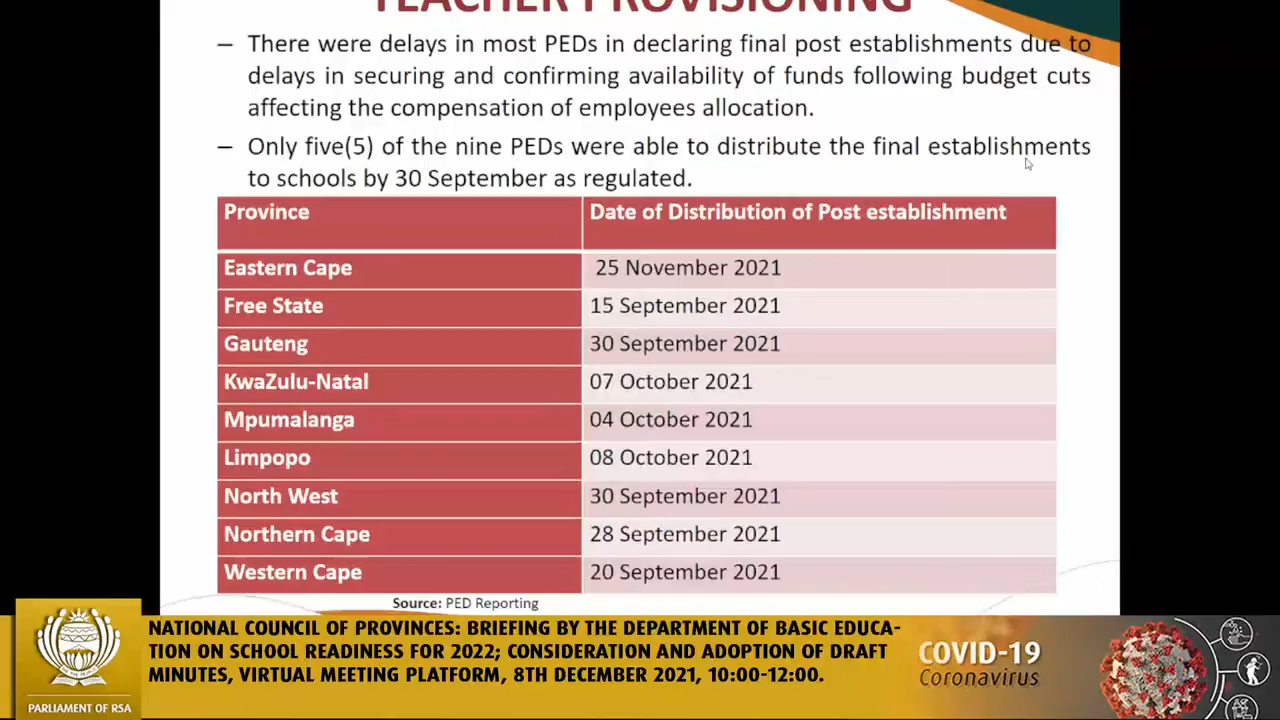 TEACHER PROVISIONING
– There were delays in most PEDs in declaring final post establishments due to
delays in securing and confirming availability of funds following budget cuts
affecting the compensation of employees allocation.
– Only five(5) of the nine PEDs were able to distribute the final establishments
to schools by 30 September as regulated.
Province Date of Distribution of Post establishment
Eastern Cape 25 November 2021
Free State 15 September 2021
Gauteng 30 September 2021
KwaZulu-Natal 07 October 2021
Mpumalanga 04 October 2021
Limpopo 08 October 2021
North West 30 September 2021
Northern Cape 28 September 2021
Western Cape 20 September 2021
Source: PED Reporting
NATIONAL COUNCIL OF PROVINCES: BRIEFING BY THE DEPARTMENT OF BASIC EDUCA-
TION ON SCHOOL READINESS FOR 2022; CONSIDERATION AND ADOPTION OF DRAFT
MINUTES, VIRTUAL MEETING PLATFORM, 8TH DECEMBER 2021, 10:00-12:00.
PARLIAMENT OF RSA
COVID-19
Coronavirus